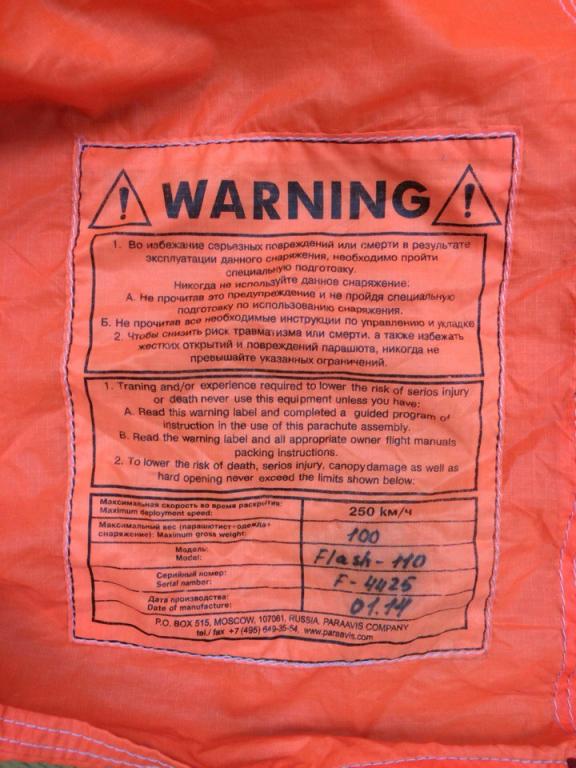 WARNING
1. Во избежание серьезных повреждений или смерти в результате
эксплуатации данного снаряжения, необходимо пройти
специальную подготовку.
Никогда не используйте данное снаряжение:
А. Не прочитав это предупреждение и не пройдя специальную
подготовку по использованию снаряжения.
Б. Не прочитав все необходимые инструкции по управлению и укладке
2. Чтобы снизить риск травматизма или смерти, а также избежать
жестких открытий и повреждений парашюта, никогда не
превышайте указанных ограничений.
1. Traning and/or experience required to lower the risk of serios injury
or death never use this equipment unless you have:
A. Read this warning label and completed a guided program of
instruction in the use of this parachute assembly.
B. Read the warning label and all appropriate owner flight manuals
packing instructions.
2. To lower the risk of death, serios injury, canopy damage as well as
hard opening never exceed the limits shown below:
Максимальная скорость во время раскрытия:
Maximum deployment speed: 250 км/ч
Максимальный вес (парашютист+одежда+
снаряжение): Maximum gross weight: 100
Модель:
Model: Flash-110
Серийный номер:
Serial namber: F-4425
Дата производства:
Date of manufacture: 01.14
P.O. BOX 515, MOSCOW, 107061, RUSSIA. PARAAVIS COMPANY
tel./ fax +7 (495) 649-35-54, www.paraavis.com